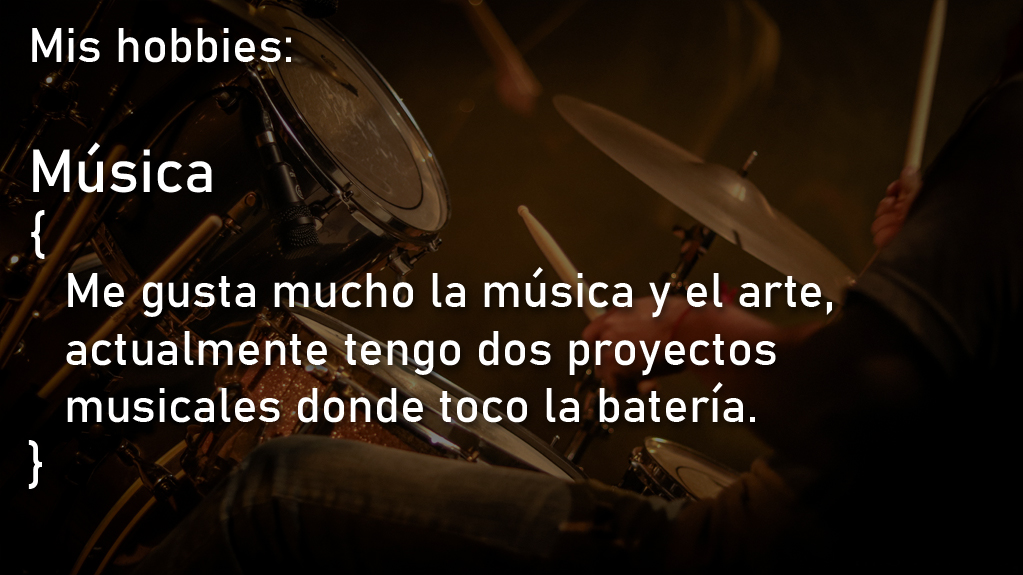 Mis hobbies:
Música
{
Me gusta mucho la música y el arte,
actualmente tengo dos proyectos
musicales donde toco la batería.
}